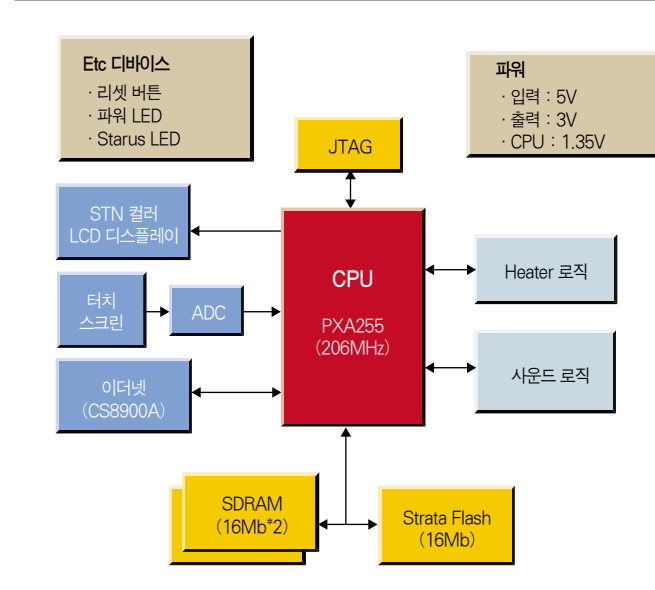 Etc 디바이스
· 리셋 버튼
· 파워 LED
· Starus LED
파워
· 입력 : 5V
· 출력 : 3V
· CPU : 1.35V
JTAG
STN 컬러
LCD 디스플레이
터치
스크린
ADC
이더넷
(CS8900A)
CPU
PXA255
(206MHz)
Heater 로직
사운드 로직
SDRAM
(16Mb*2)
Strata Flash
(16Mb)